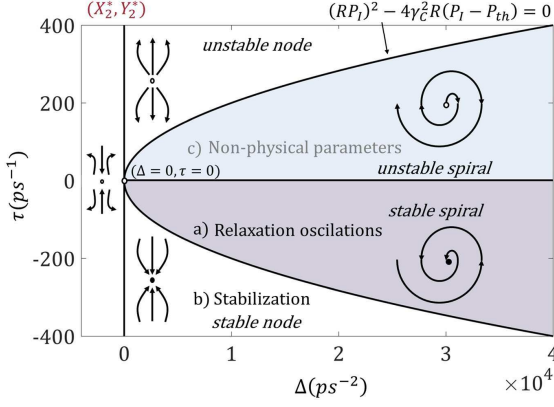 (X₂*, Y₂*)
(RP_I)² − 4γ_C²R(P_I − P_th) = 0
400
unstable node
200
c) Non-physical parameters
unstable spiral
(Δ = 0, τ = 0)
0
τ(ps⁻¹)
stable spiral
a) Relaxation oscilations
-200
b) Stabilization
stable node
-400
0
1
2
3
4
×10⁴
Δ(ps⁻²)